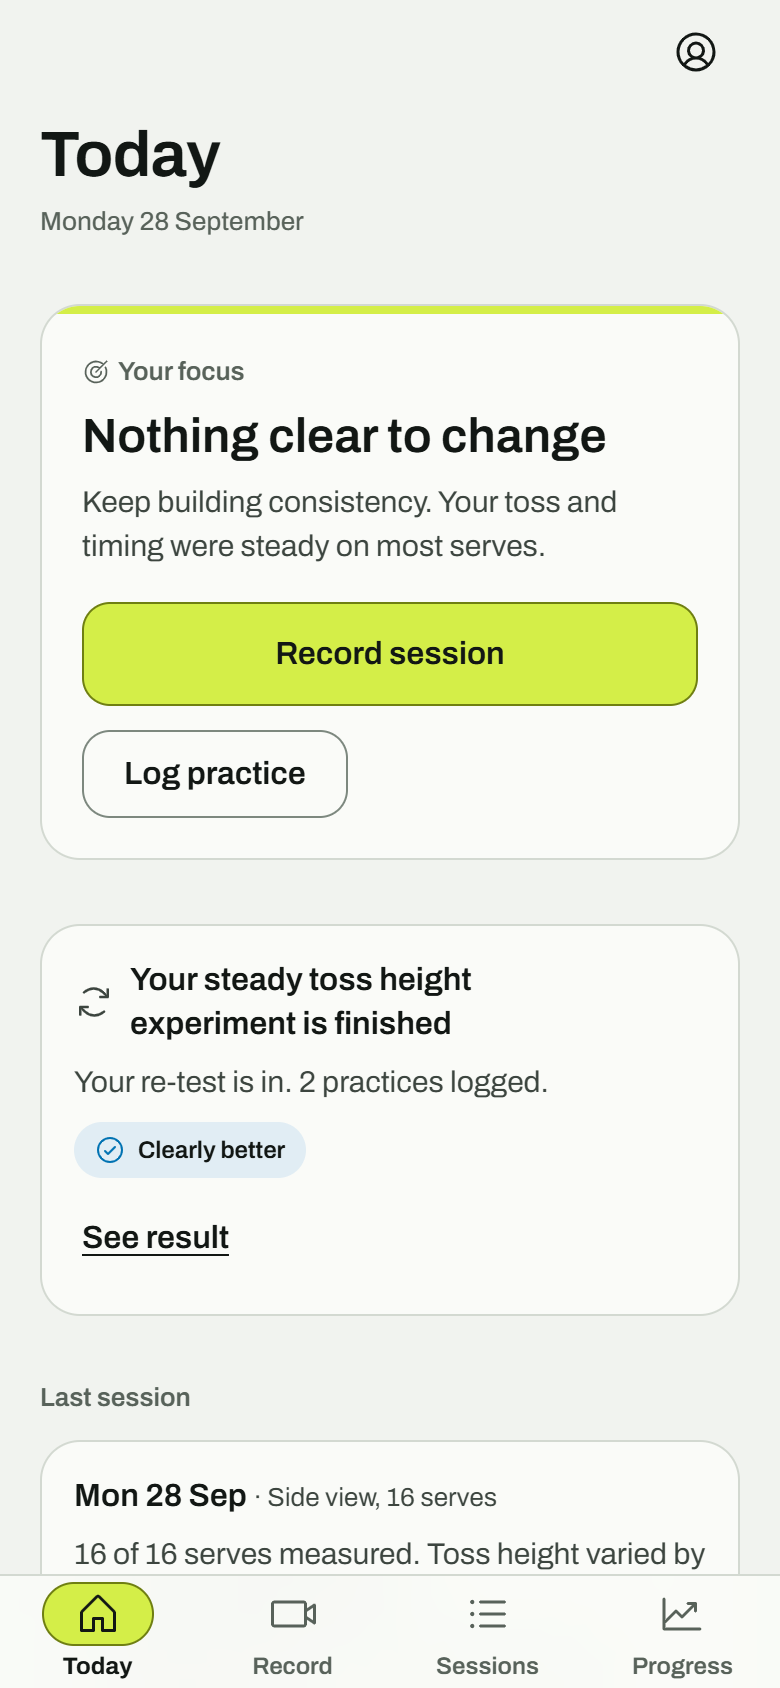 Today
Monday 28 September
Your focus
Nothing clear to change
Keep building consistency. Your toss and
timing were steady on most serves.
Record session
Log practice
Your steady toss height
experiment is finished
Your re-test is in. 2 practices logged.
Clearly better
See result
Last session
Mon 28 Sep · Side view, 16 serves
16 of 16 serves measured. Toss height varied by
Today
Record
Sessions
Progress